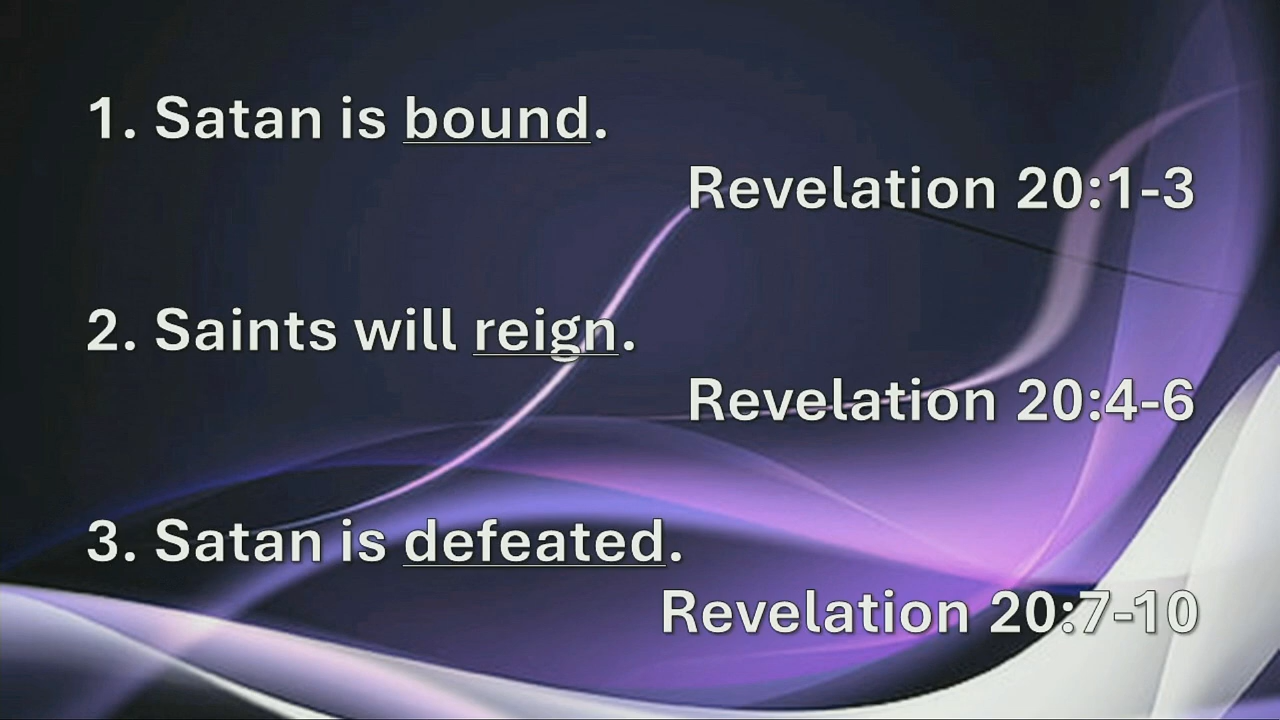 1. Satan is bound.
Revelation 20:1-3
2. Saints will reign.
Revelation 20:4-6
3. Satan is defeated.
Revelation 20:7-10